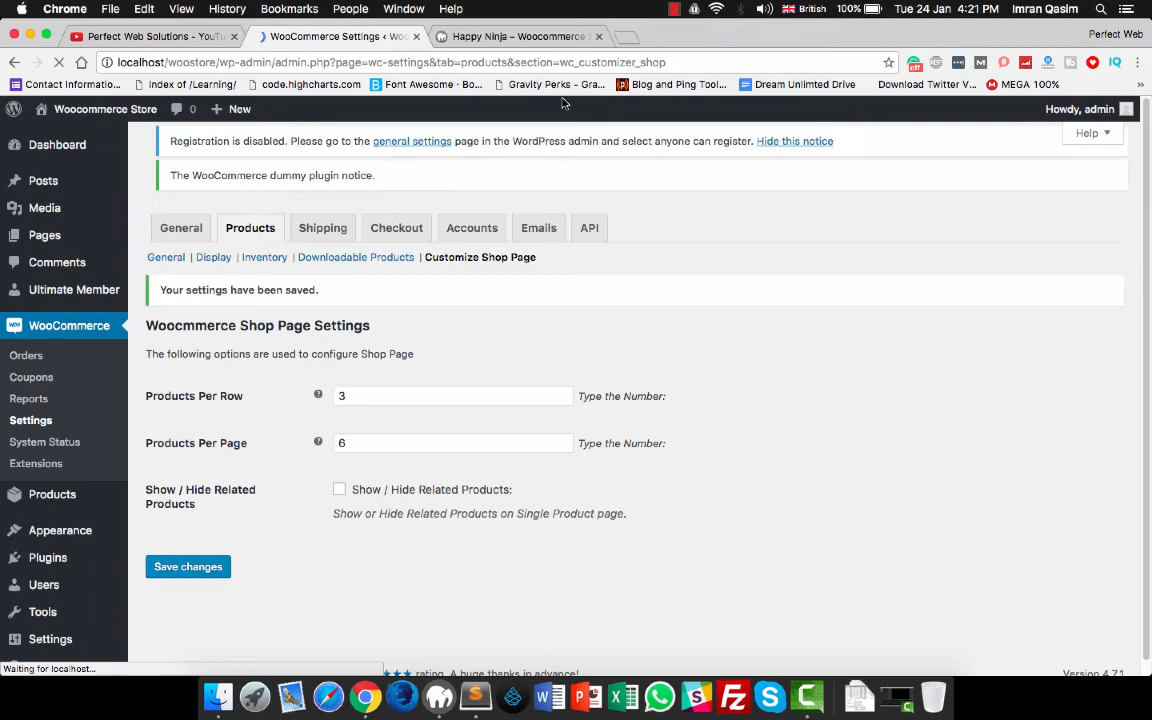 Chrome File Edit View History Bookmarks People Window Help British 100% Tue 24 Jan 4:21 PM Imran Qasim
Perfect Web Solutions - YouTu WooCommerce Settings ‹ Woo Happy Ninja – Woocommerce S Perfect Web
localhost/woostore/wp-admin/admin.php?page=wc-settings&tab=products&section=wc_customizer_shop
Contact Informatio... Index of /Learning/ code.highcharts.com Font Awesome · Bo... Gravity Perks - Gra... Blog and Ping Tool... Dream Unlimted Drive Download Twitter V... MEGA 100% »
Woocommerce Store 0 New Howdy, admin
Registration is disabled. Please go to the general settings page in the WordPress admin and select anyone can register. Hide this notice
Help
The WooCommerce dummy plugin notice.
Dashboard
Posts
Media
Pages
Comments
Ultimate Member
WooCommerce
Orders
Coupons
Reports
Settings
System Status
Extensions
Products
Appearance
Plugins
Users
Tools
Settings
General Products Shipping Checkout Accounts Emails API
General | Display | Inventory | Downloadable Products | Customize Shop Page
Your settings have been saved.
Woocmmerce Shop Page Settings
The following options are used to configure Shop Page
Products Per Row 3 Type the Number:
Products Per Page 6 Type the Number:
Show / Hide Related Products
Show / Hide Related Products:
Show or Hide Related Products on Single Product page.
Save changes
Waiting for localhost...
rating. A huge thanks in advance!
Version 4.7.1